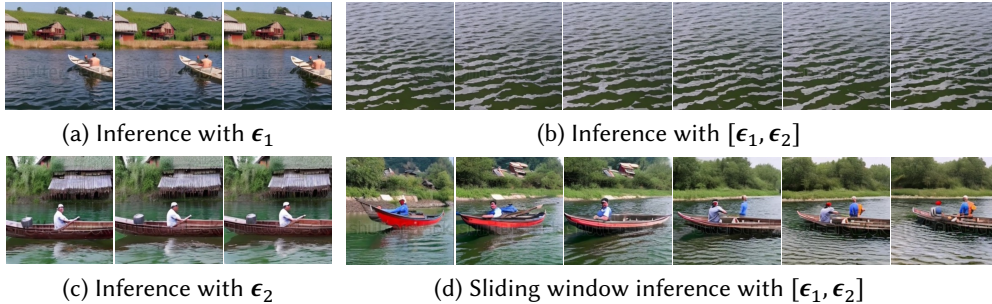 (a) Inference with ϵ₁
(b) Inference with [ϵ₁, ϵ₂]
(c) Inference with ϵ₂
(d) Sliding window inference with [ϵ₁, ϵ₂]